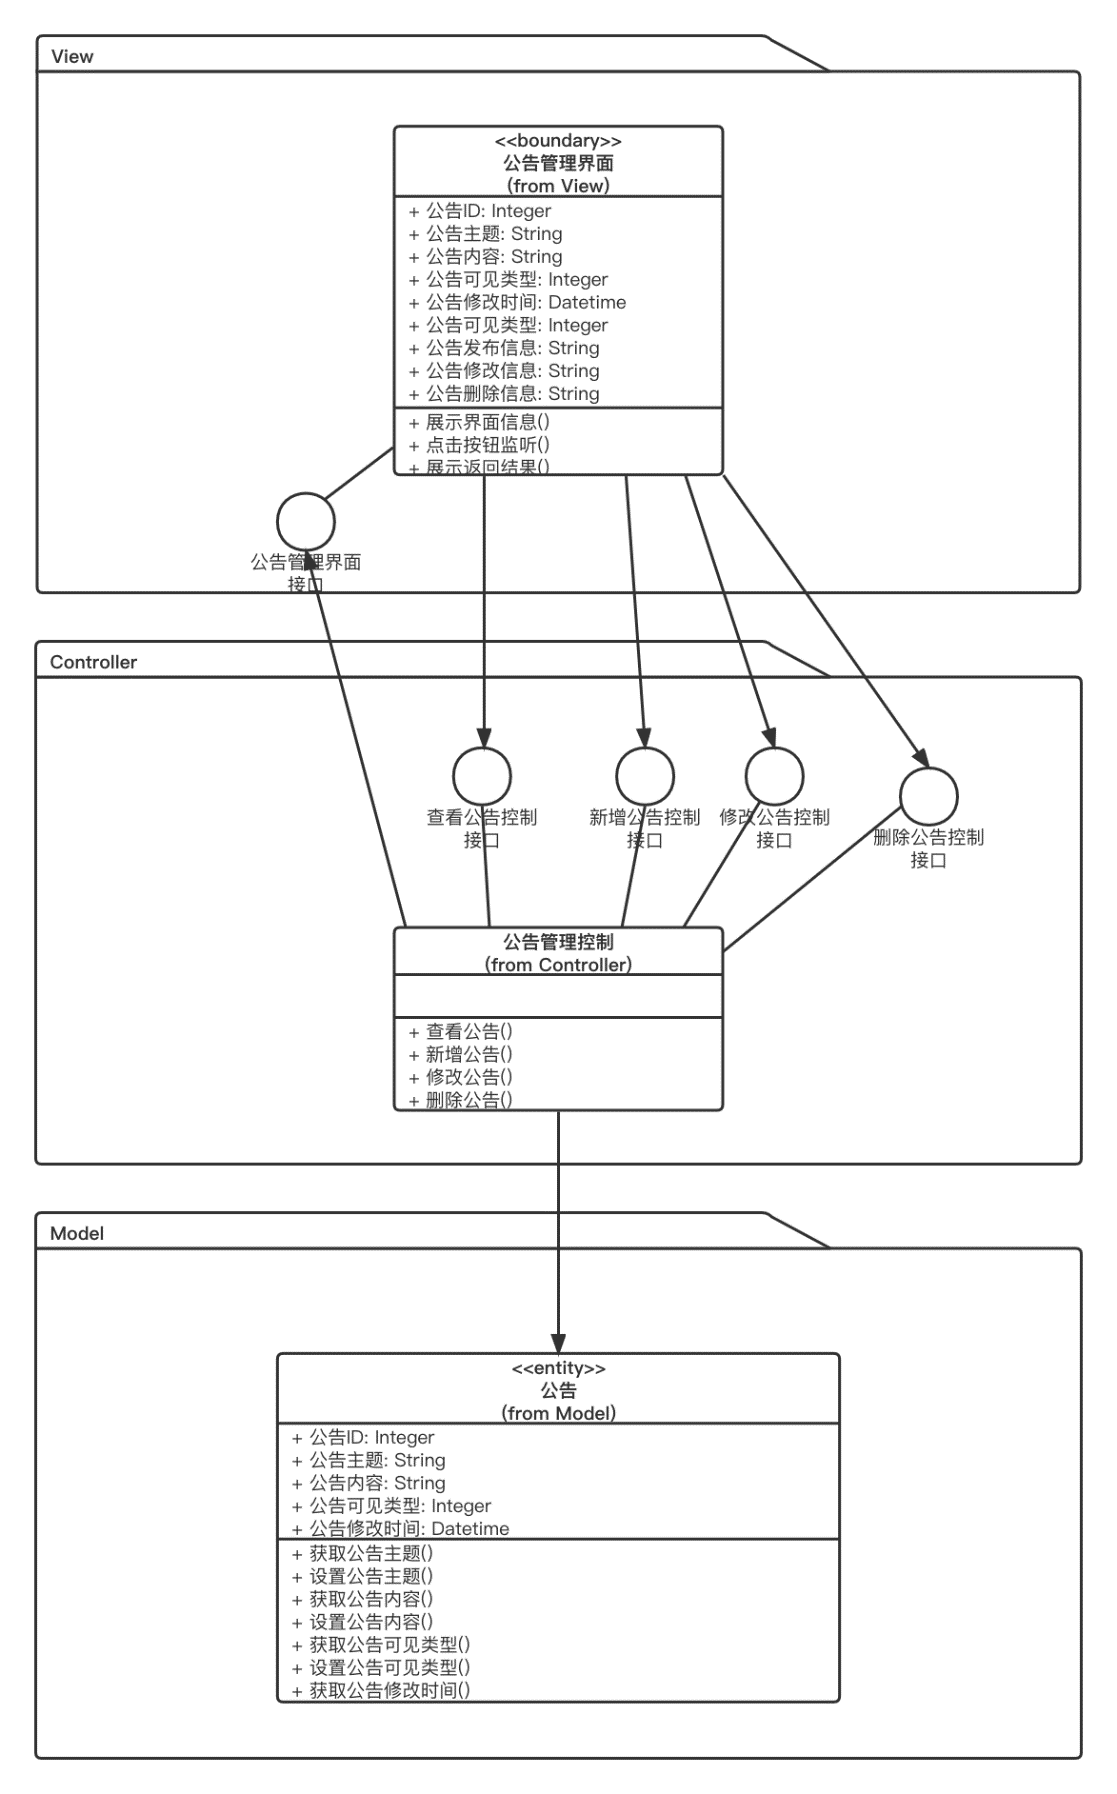 View
<<boundary>>
公告管理界面
(from View)
+ 公告ID: Integer
+ 公告主题: String
+ 公告内容: String
+ 公告可见类型: Integer
+ 公告修改时间: Datetime
+ 公告可见类型: Integer
+ 公告发布信息: String
+ 公告修改信息: String
+ 公告删除信息: String
+ 展示界面信息()
+ 点击按钮监听()
+ 展示返回结果()
公告管理界面
接口
Controller
查看公告控制
接口
新增公告控制
接口
修改公告控制
接口
删除公告控制
接口
公告管理控制
(from Controller)
+ 查看公告()
+ 新增公告()
+ 修改公告()
+ 删除公告()
Model
<<entity>>
公告
(from Model)
+ 公告ID: Integer
+ 公告主题: String
+ 公告内容: String
+ 公告可见类型: Integer
+ 公告修改时间: Datetime
+ 获取公告主题()
+ 设置公告主题()
+ 获取公告内容()
+ 设置公告内容()
+ 获取公告可见类型()
+ 设置公告可见类型()
+ 获取公告修改时间()